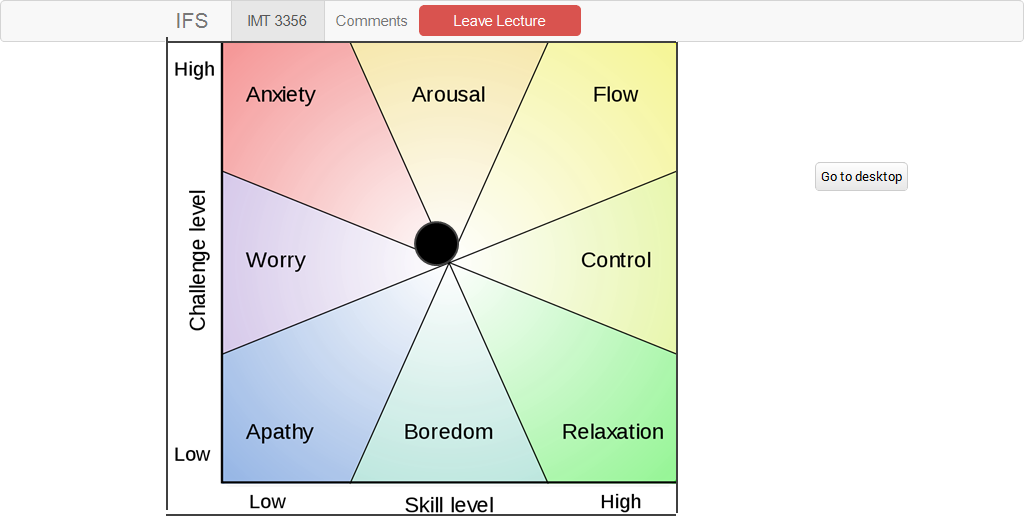 IFS IMT 3356 Comments Leave Lecture
High
Anxiety Arousal Flow
Go to desktop
Challenge level
Worry Control
Apathy Boredom Relaxation
Low
Low Skill level High